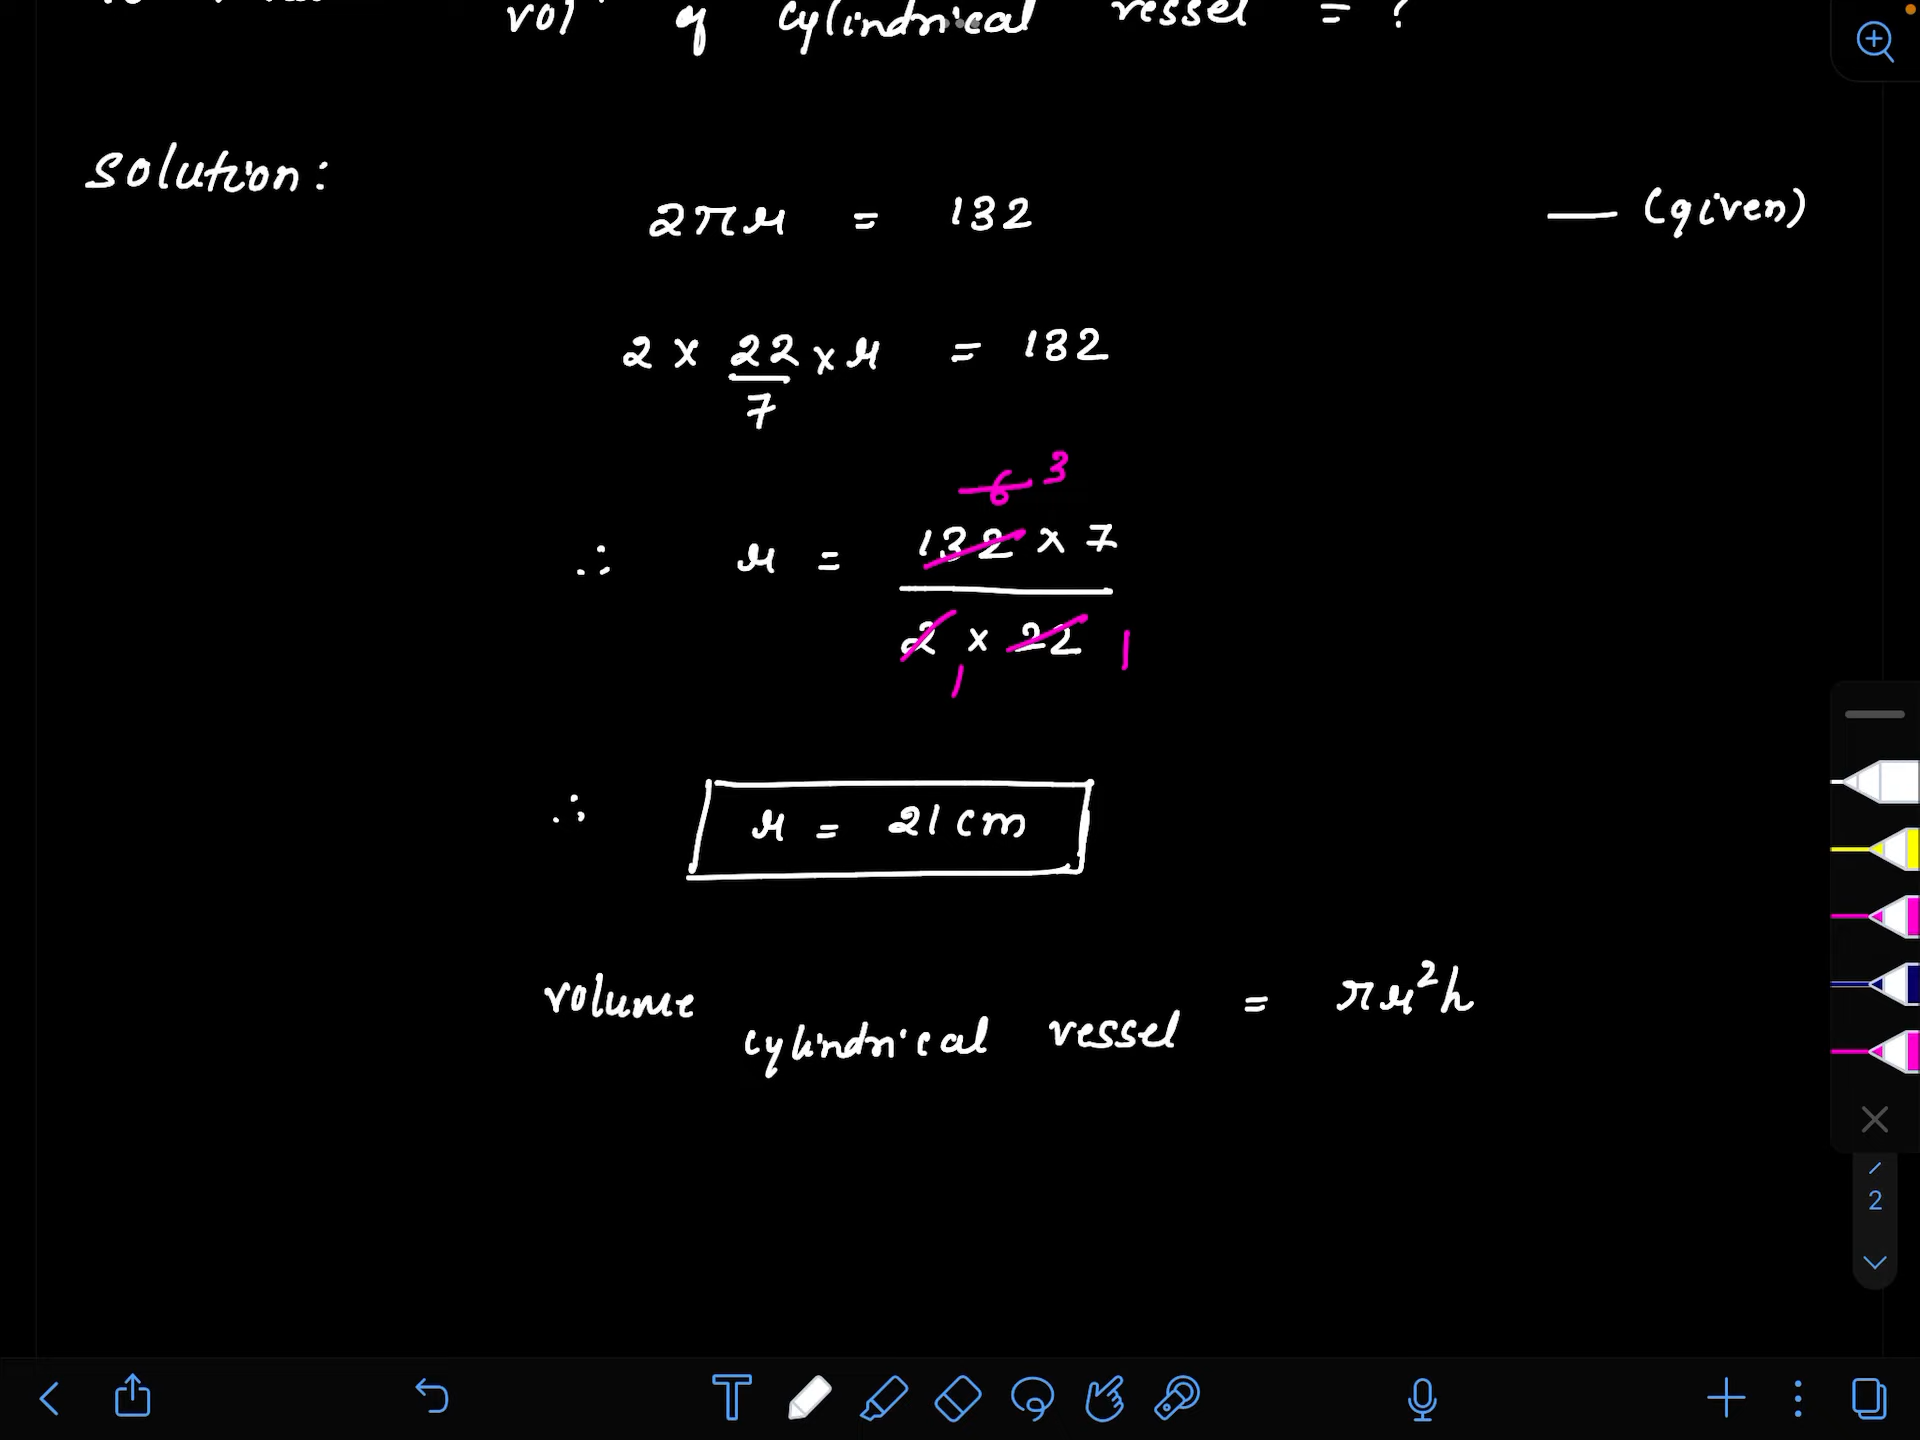 vol of cylindrical vessel = ?
Solution:
2πr = 132 — (given)
2 × 22/7 × r = 132
6 3
∴ r = 132 × 7
2 × 22 1
1
∴ r = 21 cm
volume cylindrical vessel = πr²h
2